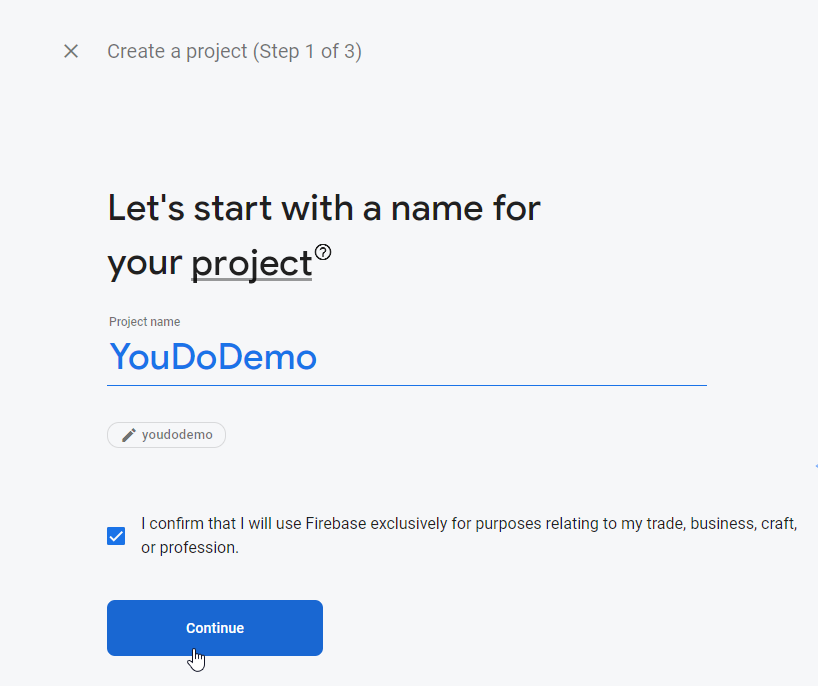 Create a project (Step 1 of 3)
Let's start with a name for
your project
Project name
YouDoDemo
youdodemo
I confirm that I will use Firebase exclusively for purposes relating to my trade, business, craft,
or profession.
Continue